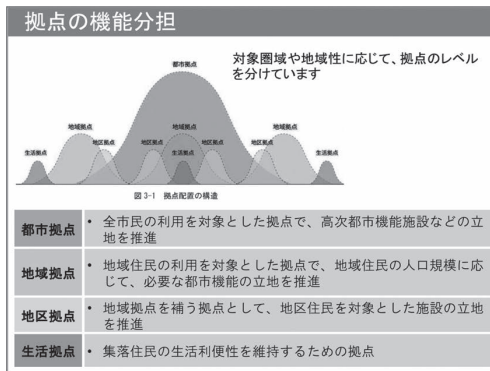 拠点の機能分担
対象圏域や地域性に応じて、拠点のレベル
を分けています
都市拠点
地域拠点
地域拠点
地域拠点
地区拠点
地区拠点
地区拠点
地区拠点
生活拠点
生活拠点
生活拠点
図 3-1 拠点配置の構造
都市拠点
• 全市民の利用を対象とした拠点で、高次都市機能施設などの立
地を推進
地域拠点
• 地域住民の利用を対象とした拠点で、地域住民の人口規模に応
じて、必要な都市機能の立地を推進
地区拠点
• 地域拠点を補う拠点として、地区住民を対象とした施設の立地
を推進
生活拠点
• 集落住民の生活利便性を維持するための拠点